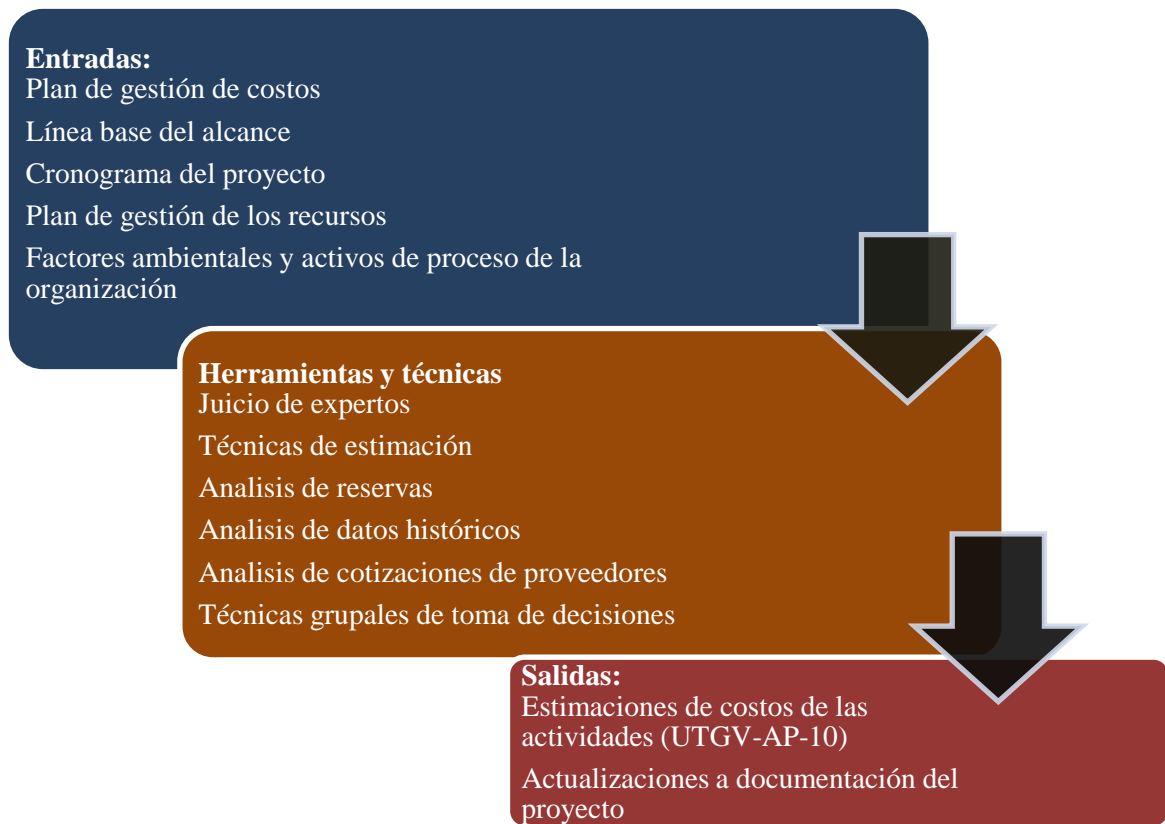 Entradas:
Plan de gestión de costos
Línea base del alcance
Cronograma del proyecto
Plan de gestión de los recursos
Factores ambientales y activos de proceso de la
organización
Herramientas y técnicas
Juicio de expertos
Técnicas de estimación
Analisis de reservas
Analisis de datos históricos
Analisis de cotizaciones de proveedores
Técnicas grupales de toma de decisiones
Salidas:
Estimaciones de costos de las
actividades (UTGV-AP-10)
Actualizaciones a documentación del
proyecto